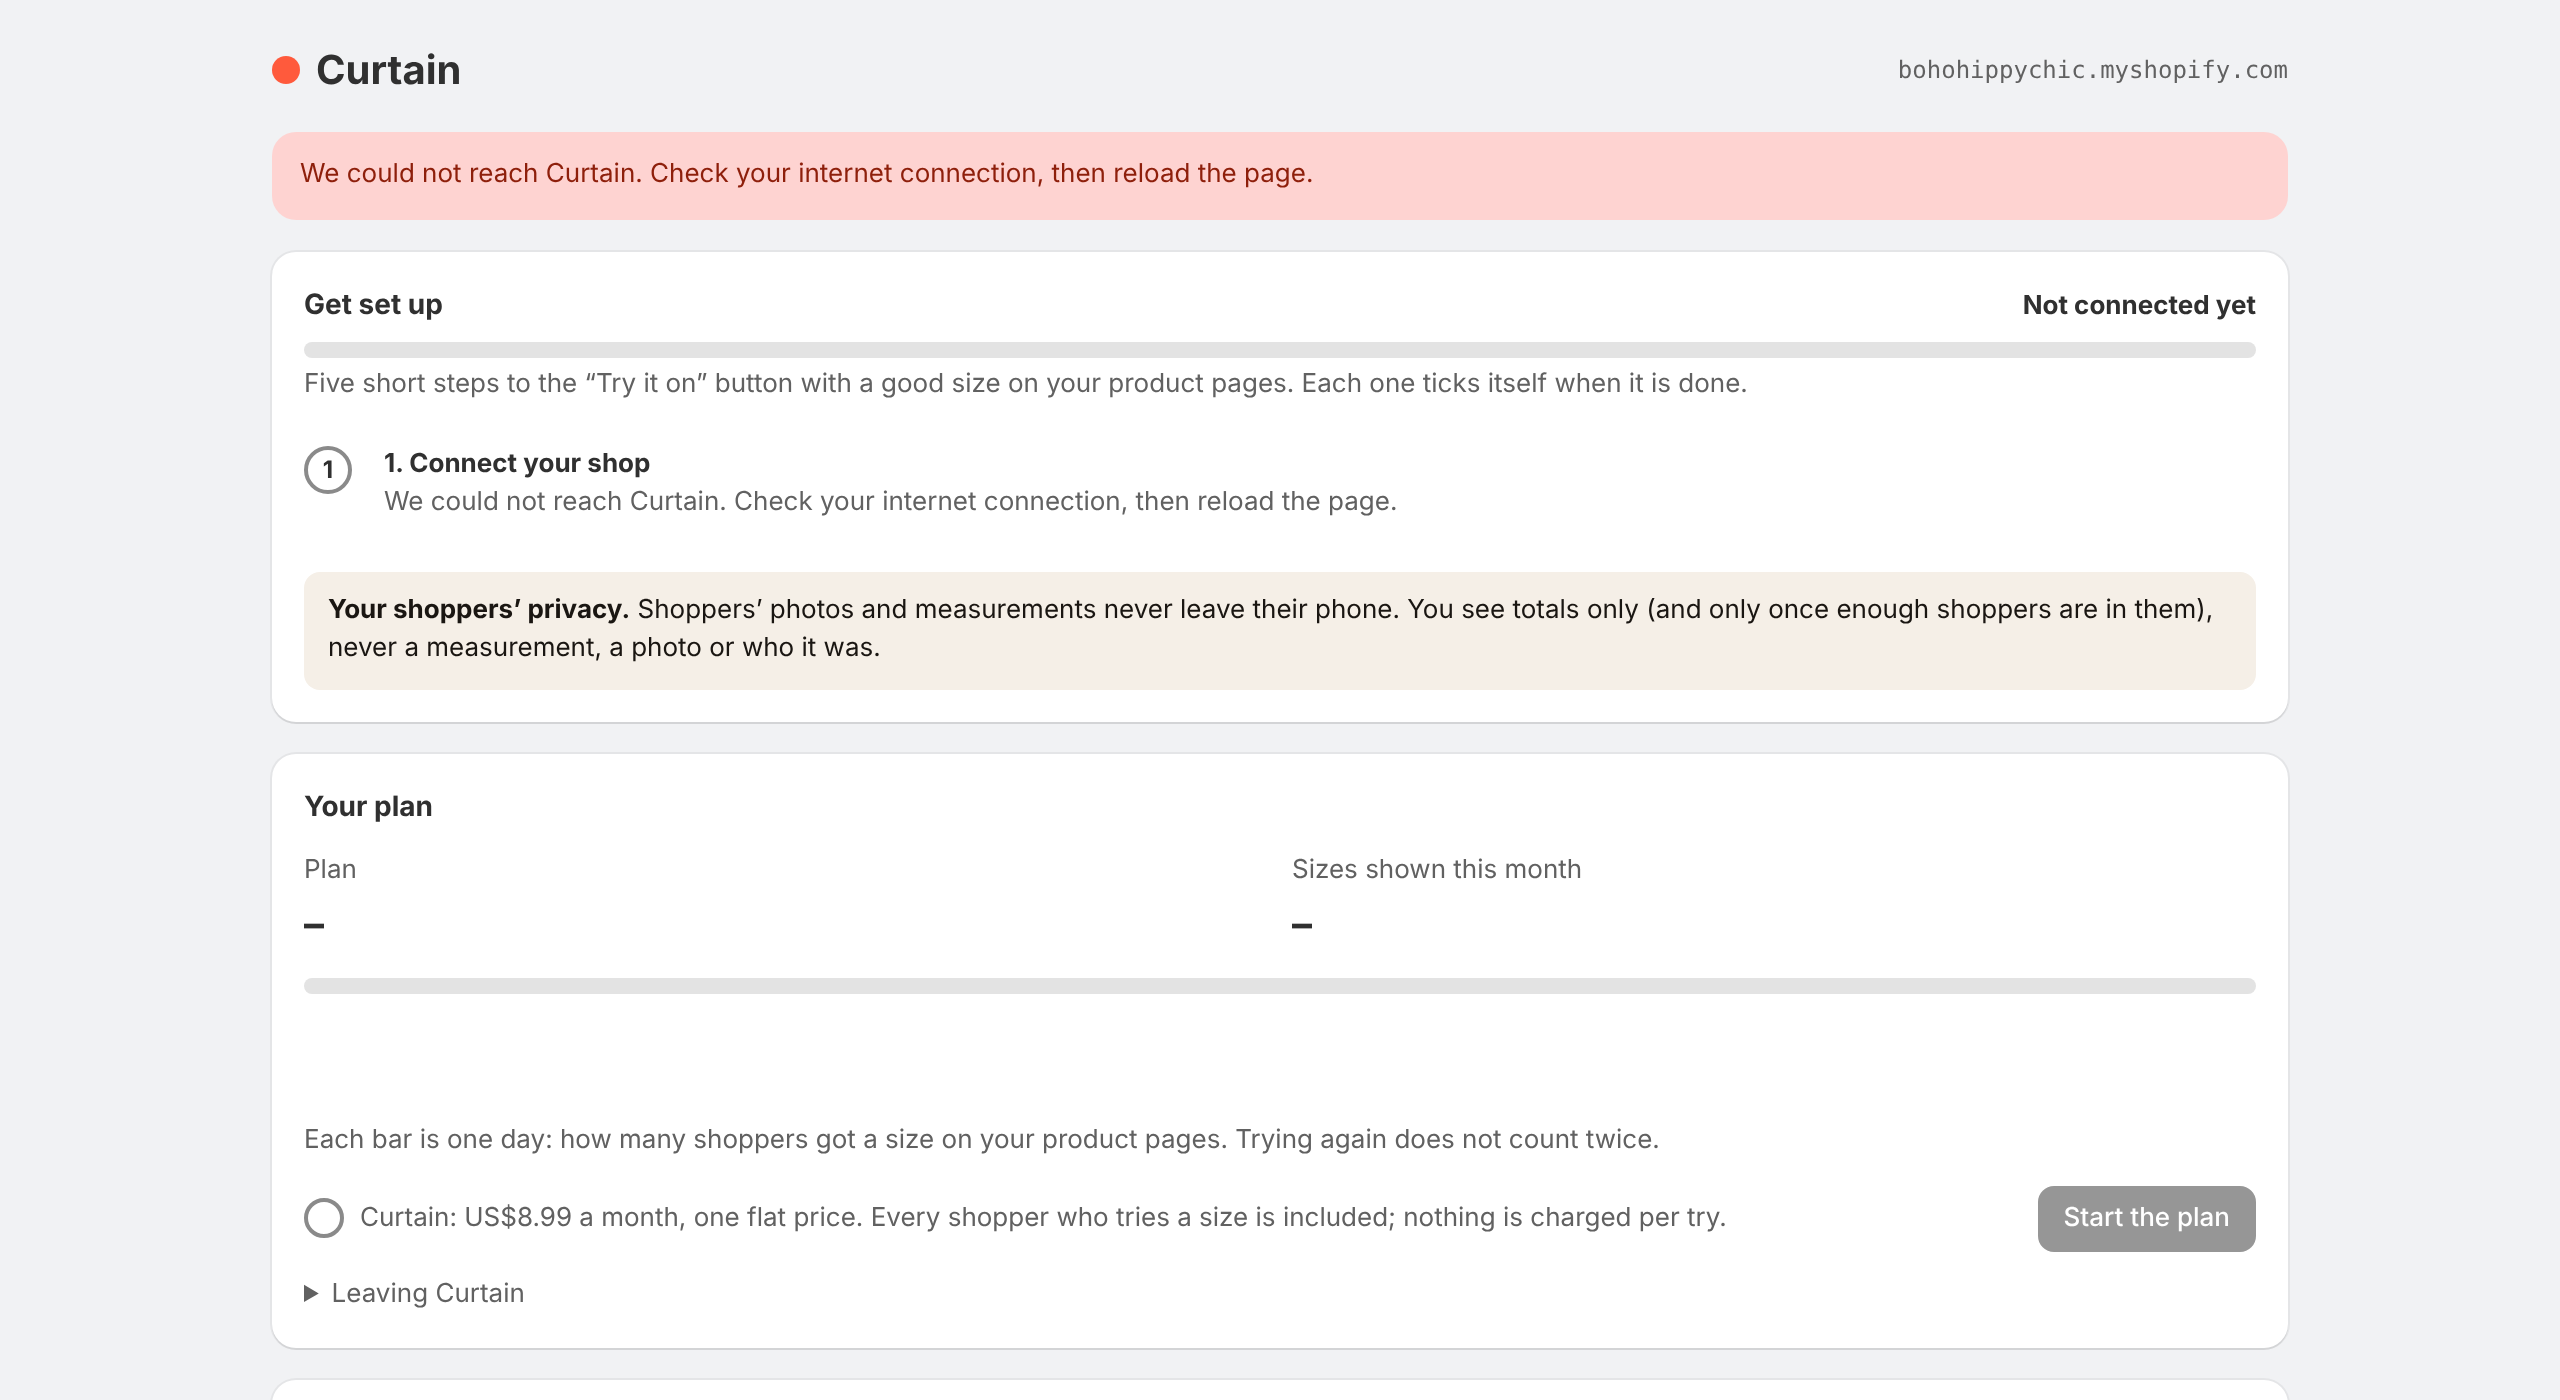 Curtain
bohohippychic.myshopify.com
We could not reach Curtain. Check your internet connection, then reload the page.
Get set up
Not connected yet
Five short steps to the “Try it on” button with a good size on your product pages. Each one ticks itself when it is done.
1
1. Connect your shop
We could not reach Curtain. Check your internet connection, then reload the page.
Your shoppers’ privacy. Shoppers’ photos and measurements never leave their phone. You see totals only (and only once enough shoppers are in them),
never a measurement, a photo or who it was.
Your plan
Plan
Sizes shown this month
–
–
Each bar is one day: how many shoppers got a size on your product pages. Trying again does not count twice.
Curtain: US$8.99 a month, one flat price. Every shopper who tries a size is included; nothing is charged per try.
Start the plan
Leaving Curtain